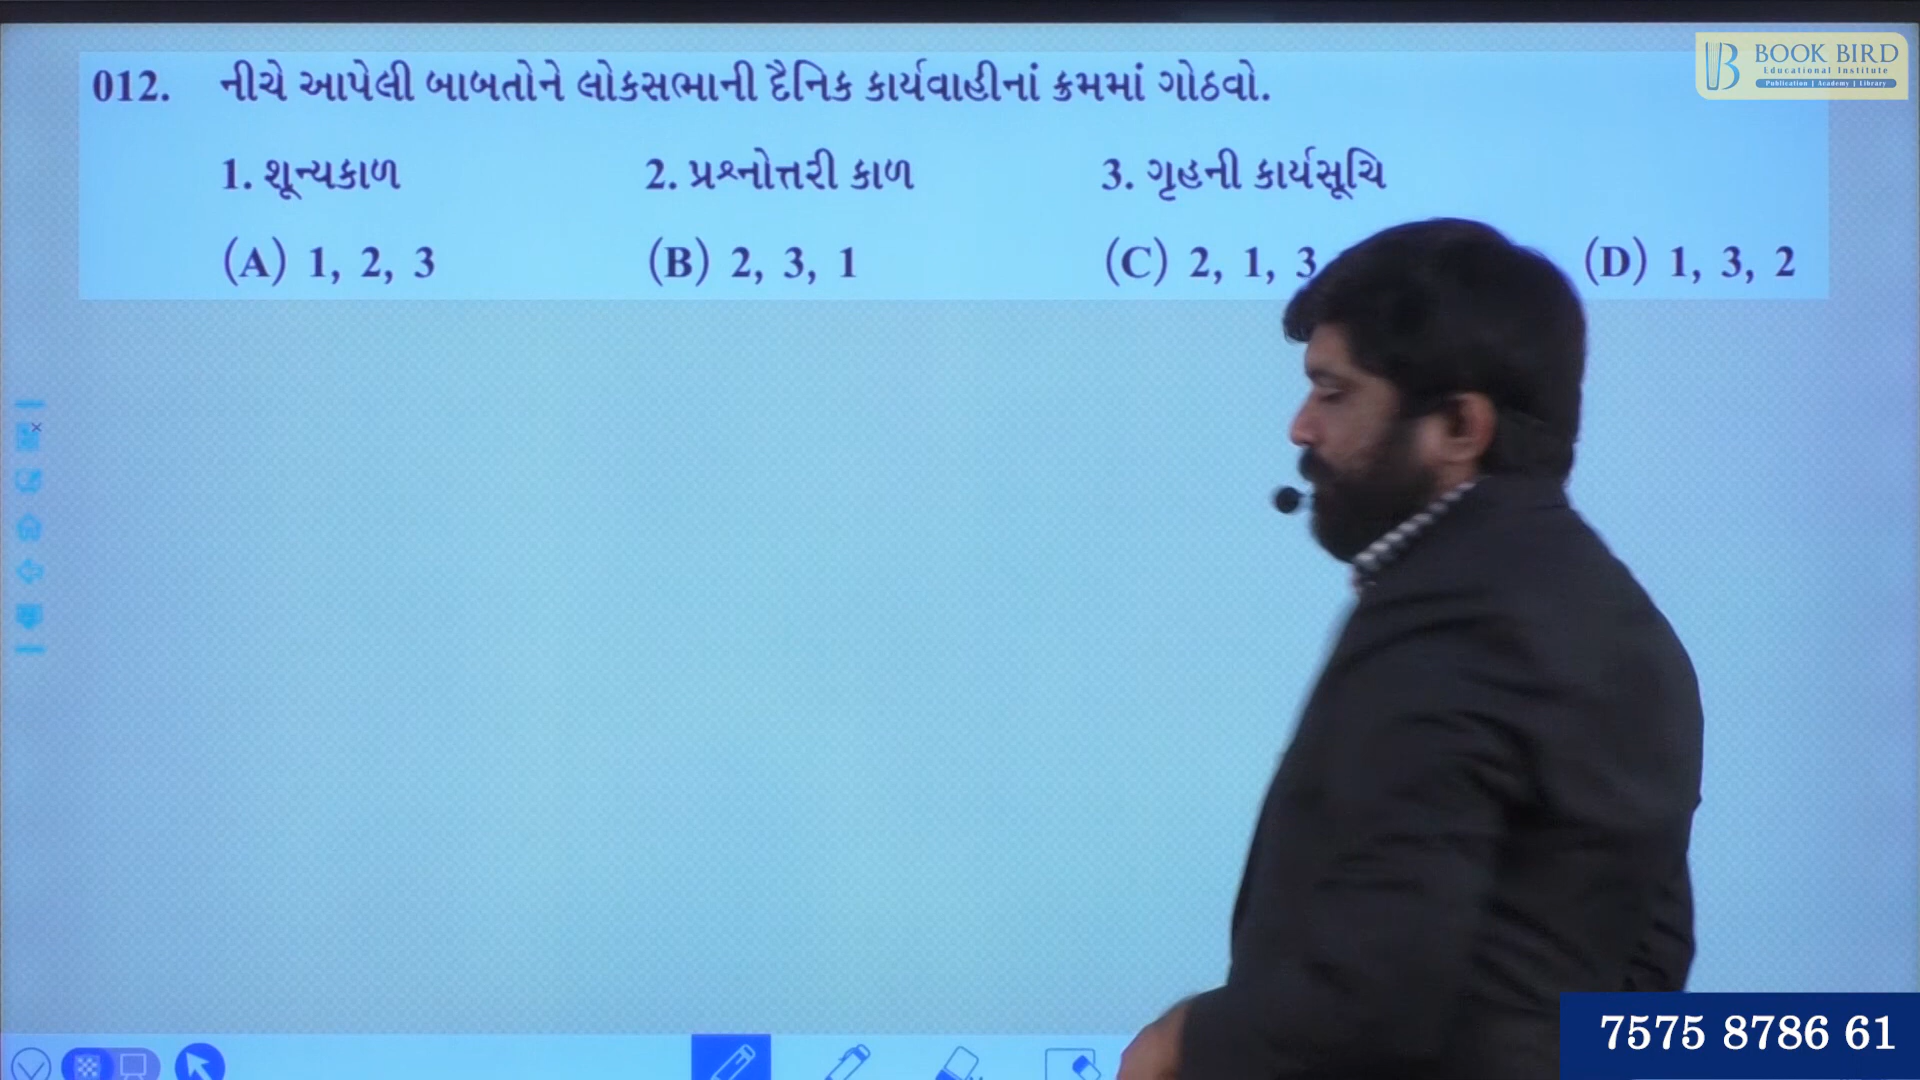 BOOK BIRD
Educational Institute
Publication | Academy | Library
012. નીચે આપેલી બાબતોને લોકસભાની દૈનિક કાર્યવાહીનાં ક્રમમાં ગોઠવો.
1. શૂન્યકાળ 2. પ્રશ્નોત્તરી કાળ 3. ગૃહની કાર્યસૂચિ
(A) 1, 2, 3 (B) 2, 3, 1 (C) 2, 1, 3 (D) 1, 3, 2
7575 8786 61